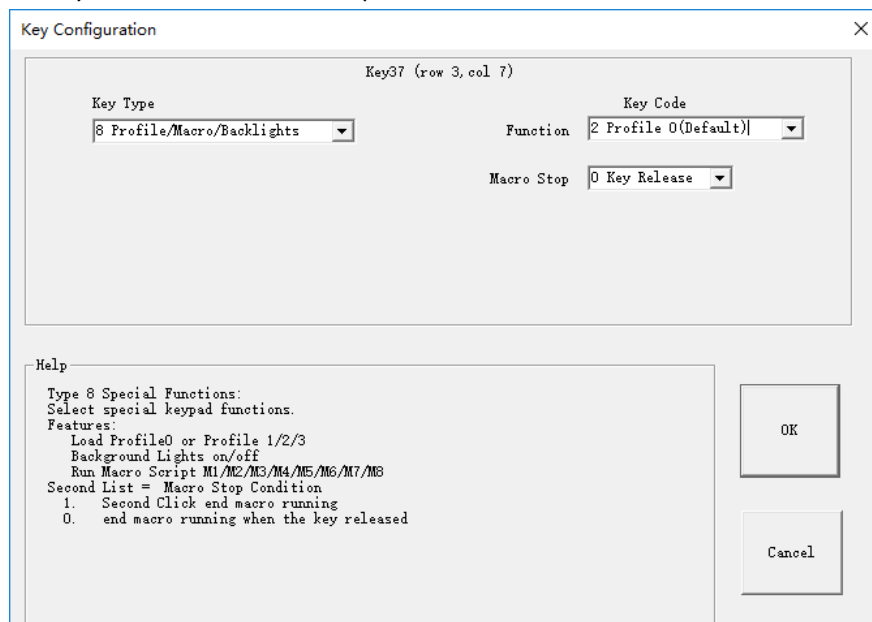 Key Configuration
Key37 (row 3, col 7)
Key Type
Key Code
8 Profile/Macro/Backlights
Function
2 Profile 0(Default)
Macro Stop
0 Key Release
Help
Type 8 Special Functions:
Select special keypad functions.
Features:
Load Profile0 or Profile 1/2/3
Background Lights on/off
Run Macro Script M1/M2/M3/M4/M5/M6/M7/M8
Second List = Macro Stop Condition
1. Second Click end macro running
0. end macro running when the key released
OK
Cancel